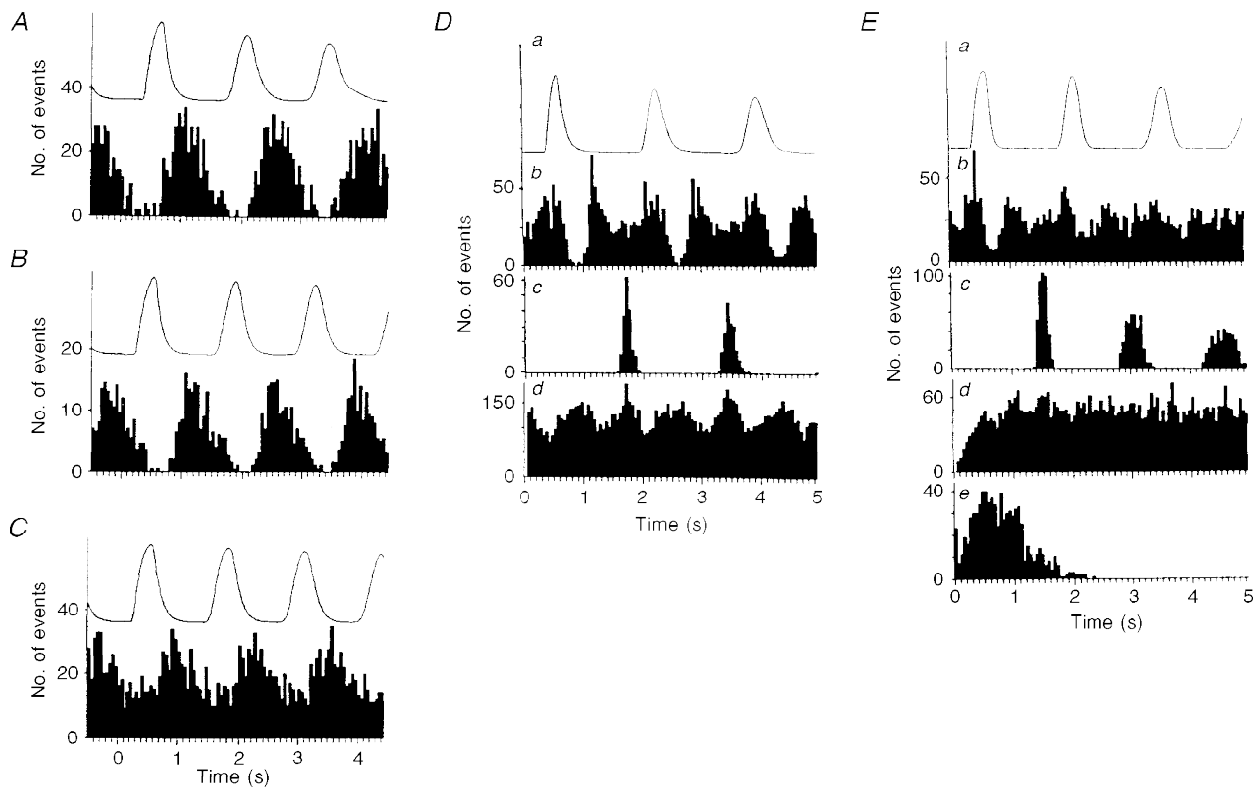 A
No. of events
40
20
0
B
No. of events
20
10
0
C
No. of events
40
20
0
0 1 2 3 4
Time (s)
D
a
b
50
0
No. of events
c
60
0
d
150
0
0 1 2 3 4 5
Time (s)
E
a
b
50
0
No. of events
c
100
0
d
60
0
e
40
0
0 1 2 3 4 5
Time (s)